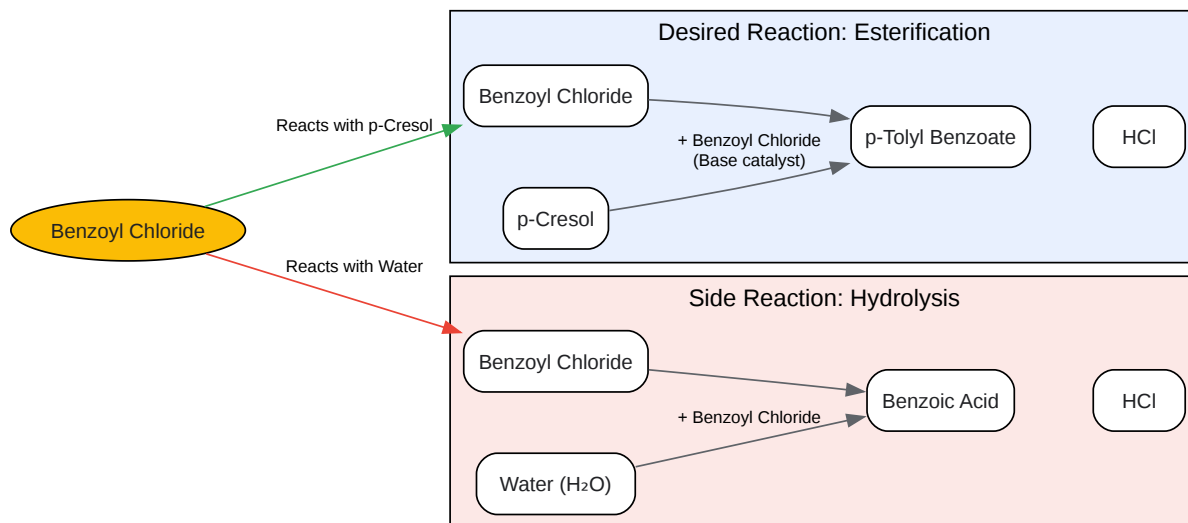 Desired Reaction: Esterification
Benzoyl Chloride
Reacts with p-Cresol
+ Benzoyl Chloride
(Base catalyst)
p-Tolyl Benzoate
HCl
p-Cresol
Benzoyl Chloride
Reacts with Water
Side Reaction: Hydrolysis
Benzoyl Chloride
+ Benzoyl Chloride
Benzoic Acid
HCl
Water (H₂O)